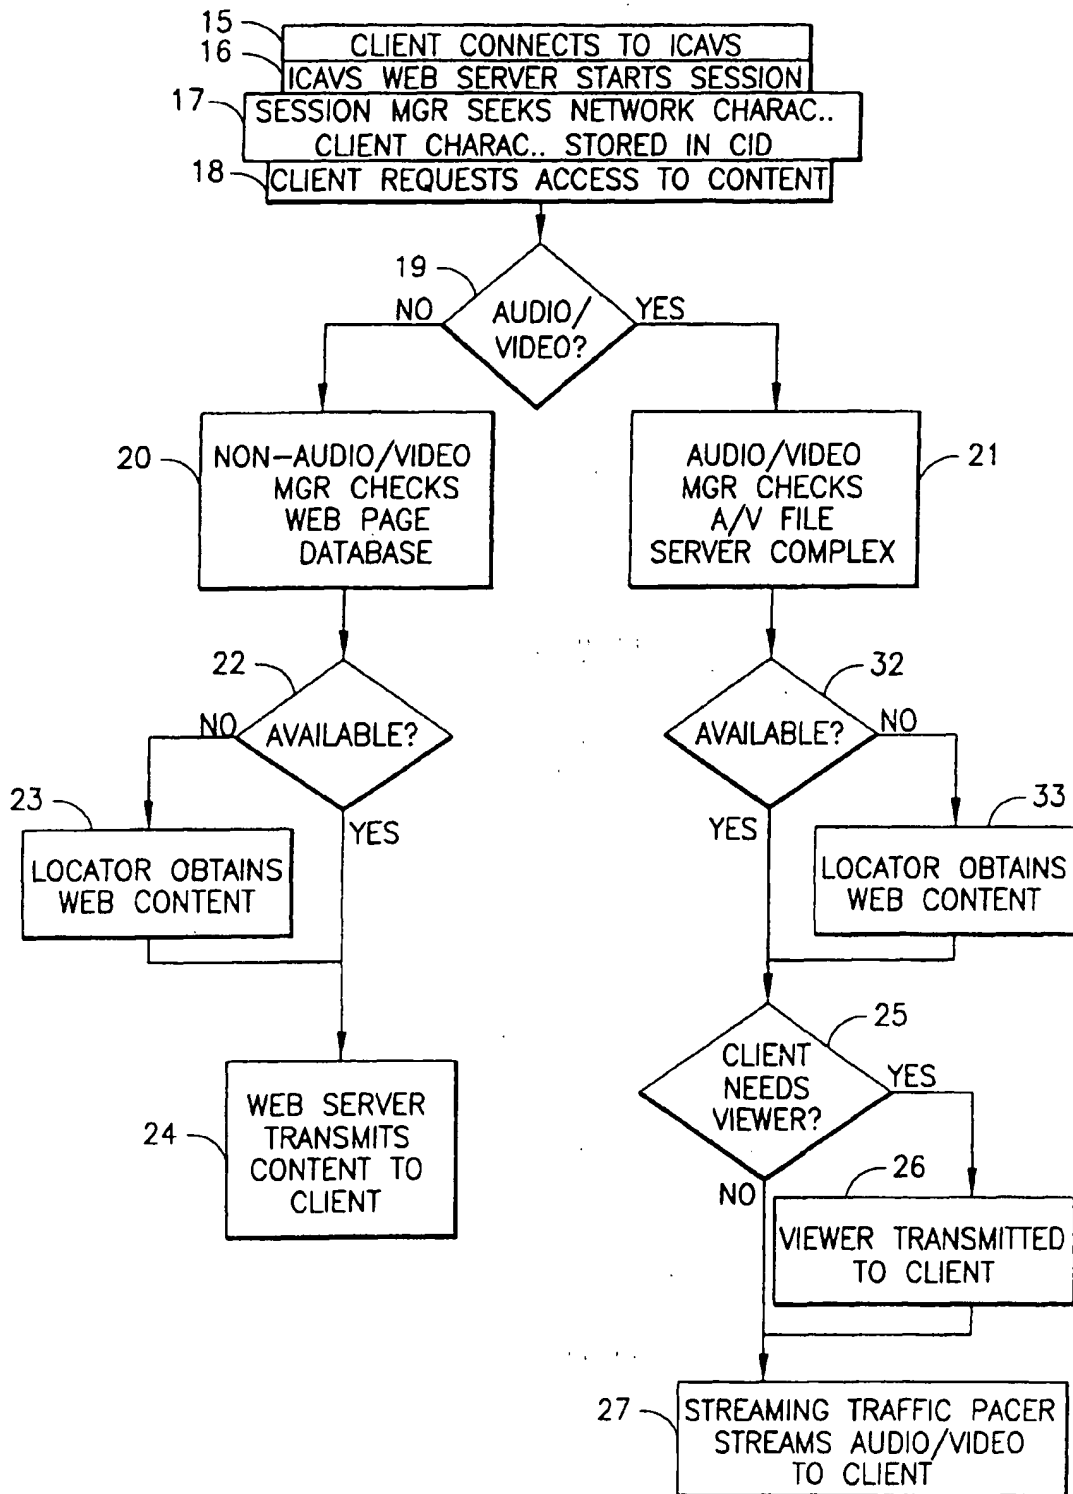 15
CLIENT CONNECTS TO ICAVS
16
ICAVS WEB SERVER STARTS SESSION
17
SESSION MGR SEEKS NETWORK CHARAC..
CLIENT CHARAC.. STORED IN CID
18
CLIENT REQUESTS ACCESS TO CONTENT
19
NO
AUDIO/
VIDEO?
YES
20
NON-AUDIO/VIDEO
MGR CHECKS
WEB PAGE
DATABASE
21
AUDIO/VIDEO
MGR CHECKS
A/V FILE
SERVER COMPLEX
22
NO
AVAILABLE?
YES
32
AVAILABLE?
NO
YES
23
LOCATOR OBTAINS
WEB CONTENT
33
LOCATOR OBTAINS
WEB CONTENT
24
WEB SERVER
TRANSMITS
CONTENT TO
CLIENT
25
CLIENT
NEEDS
VIEWER?
YES
NO
26
VIEWER TRANSMITTED
TO CLIENT
27
STREAMING TRAFFIC PACER
STREAMS AUDIO/VIDEO
TO CLIENT